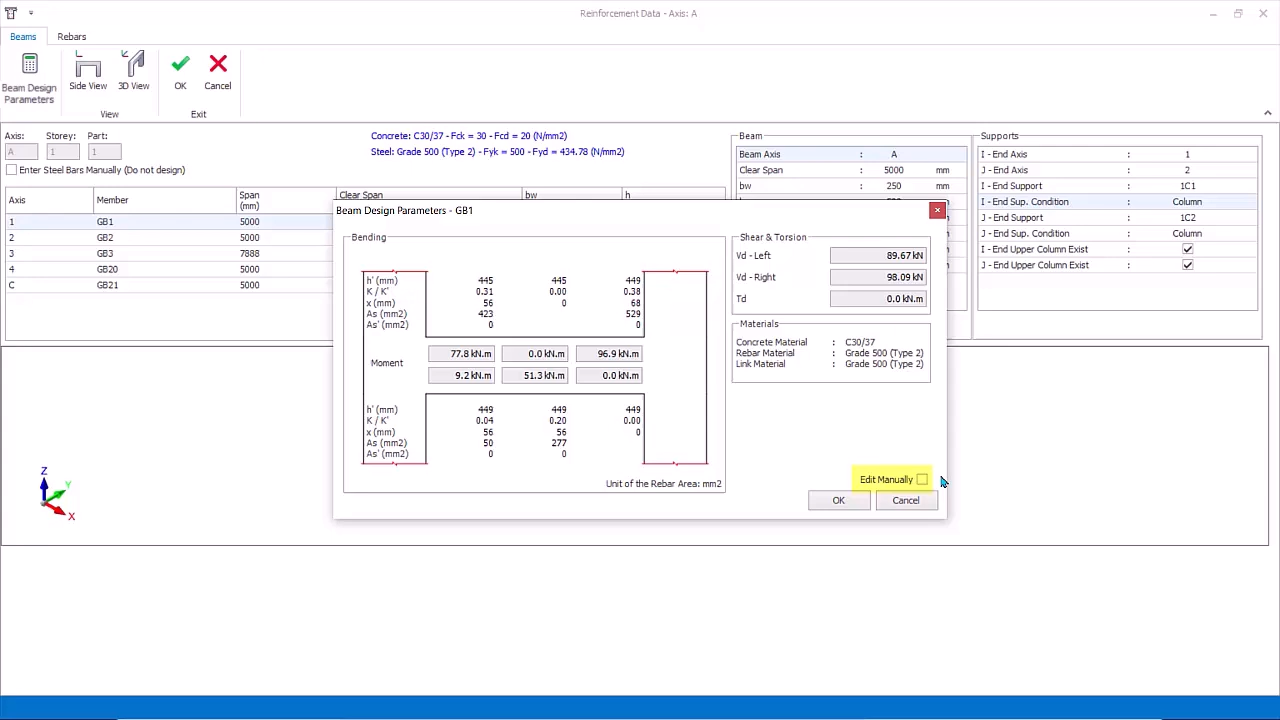 Reinforcement Data - Axis: A
Beams Rebars
Beam Design Parameters
Side View 3D View OK Cancel
View Exit
Axis: Storey: Part:
A 1 1
Concrete: C30/37 - Fck = 30 - Fcd = 20 (N/mm2)
Steel: Grade 500 (Type 2) - Fyk = 500 - Fyd = 434.78 (N/mm2)
Enter Steel Bars Manually (Do not design)
Axis Member Span (mm) Clear Span bw h
1 GB1 5000
2 GB2 5000
3 GB3 7888
4 GB20 5000
C GB21 5000
Beam
Beam Axis : A
Clear Span : 5000 mm
bw : 250 mm
Supports
I - End Axis : 1
J - End Axis : 2
I - End Support : 1C1
I - End Sup. Condition : Column
J - End Support : 1C2
J - End Sup. Condition : Column
I - End Upper Column Exist :
J - End Upper Column Exist :
Beam Design Parameters - GB1
Bending
h' (mm) 445 445 449
K / K' 0.31 0.00 0.38
x (mm) 56 0 68
As (mm2) 423 529
As' (mm2) 0 0
Moment
77.8 kN.m 0.0 kN.m 96.9 kN.m
9.2 kN.m 51.3 kN.m 0.0 kN.m
h' (mm) 449 449 449
K / K' 0.04 0.20 0.00
x (mm) 56 56 0
As (mm2) 50 277
As' (mm2) 0 0
Unit of the Rebar Area: mm2
Shear & Torsion
Vd - Left 89.67 kN
Vd - Right 98.09 kN
Td 0.0 kN.m
Materials
Concrete Material : C30/37
Rebar Material : Grade 500 (Type 2)
Link Material : Grade 500 (Type 2)
Edit Manually
OK Cancel
Z
Y
X